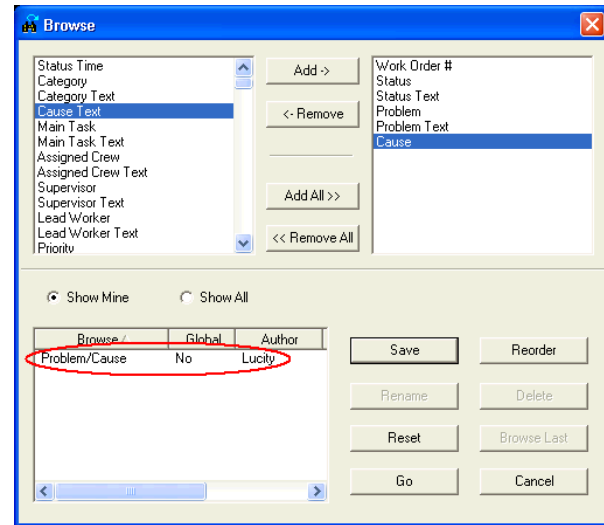 Browse
Status Time
Category
Category Text
Cause Text
Main Task
Main Task Text
Assigned Crew
Assigned Crew Text
Supervisor
Supervisor Text
Lead Worker
Lead Worker Text
Priority
Add ->
<- Remove
Add All >>
<< Remove All
Work Order #
Status
Status Text
Problem
Problem Text
Cause
Show Mine Show All
Browse Global Author
Problem/Cause No Lucity
Save Reorder
Rename Delete
Reset Browse Last
Go Cancel